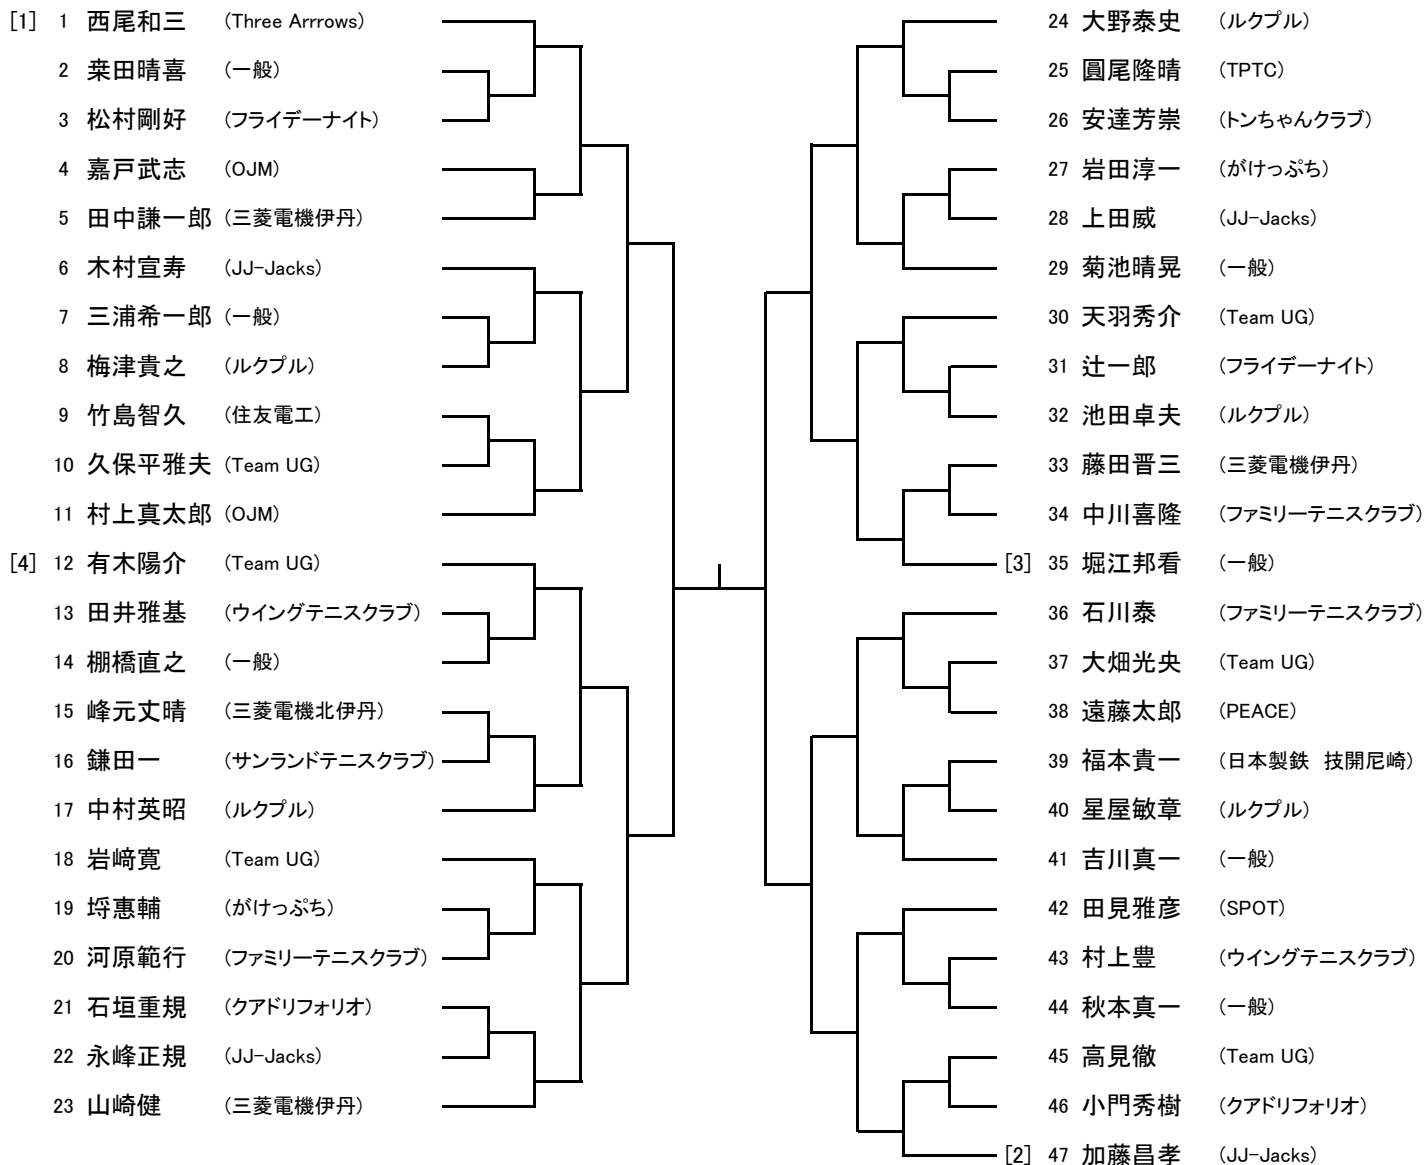 [1] 1 西尾和三 (Three Arrrows)
2 桒田晴喜 (一般)
3 松村剛好 (フライデーナイト)
4 嘉戸武志 (OJM)
5 田中謙一郎 (三菱電機伊丹)
6 木村宣寿 (JJ-Jacks)
7 三浦希一郎 (一般)
8 梅津貴之 (ルクプル)
9 竹島智久 (住友電工)
10 久保平雅夫 (Team UG)
11 村上真太郎 (OJM)
[4] 12 有木陽介 (Team UG)
13 田井雅基 (ウイングテニスクラブ)
14 棚橋直之 (一般)
15 峰元丈晴 (三菱電機北伊丹)
16 鎌田一 (サンランドテニスクラブ)
17 中村英昭 (ルクプル)
18 岩﨑寛 (Team UG)
19 埒惠輔 (がけっぷち)
20 河原範行 (ファミリーテニスクラブ)
21 石垣重規 (クアドリフォリオ)
22 永峰正規 (JJ-Jacks)
23 山崎健 (三菱電機伊丹)
24 大野泰史 (ルクプル)
25 圓尾隆晴 (TPTC)
26 安達芳崇 (トンちゃんクラブ)
27 岩田淳一 (がけっぷち)
28 上田威 (JJ-Jacks)
29 菊池晴晃 (一般)
30 天羽秀介 (Team UG)
31 辻一郎 (フライデーナイト)
32 池田卓夫 (ルクプル)
33 藤田晋三 (三菱電機伊丹)
34 中川喜隆 (ファミリーテニスクラブ)
[3] 35 堀江邦看 (一般)
36 石川泰 (ファミリーテニスクラブ)
37 大畑光央 (Team UG)
38 遠藤太郎 (PEACE)
39 福本貴一 (日本製鉄　技開尼崎)
40 星屋敏章 (ルクプル)
41 吉川真一 (一般)
42 田見雅彦 (SPOT)
43 村上豊 (ウイングテニスクラブ)
44 秋本真一 (一般)
45 高見徹 (Team UG)
46 小門秀樹 (クアドリフォリオ)
[2] 47 加藤昌孝 (JJ-Jacks)